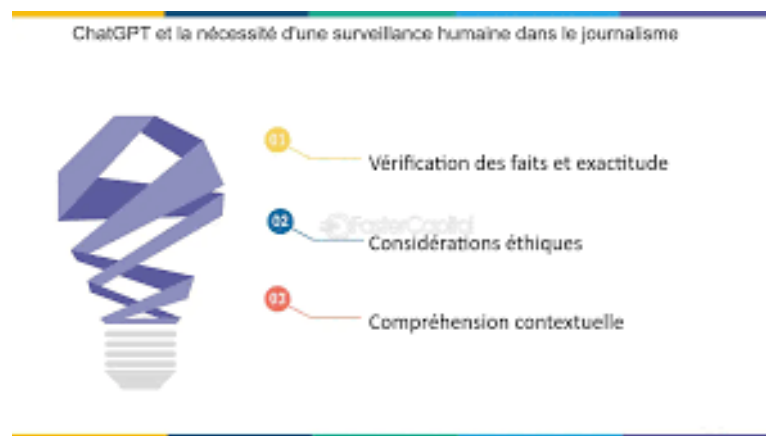 ChatGPT et la nécessité d'une surveillance humaine dans le journalisme
01
Vérification des faits et exactitude
02
FasterCapital
Considérations éthiques
03
Compréhension contextuelle